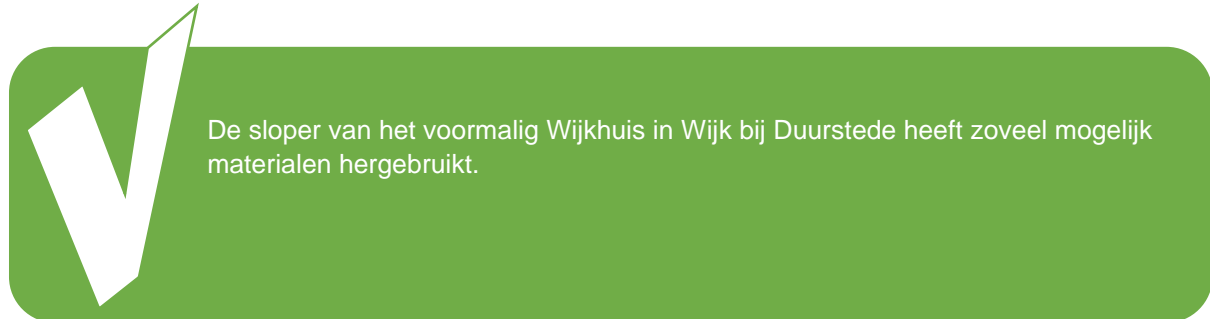 De sloper van het voormalig Wijkhuis in Wijk bij Duurstede heeft zoveel mogelijk
materialen hergebruikt.